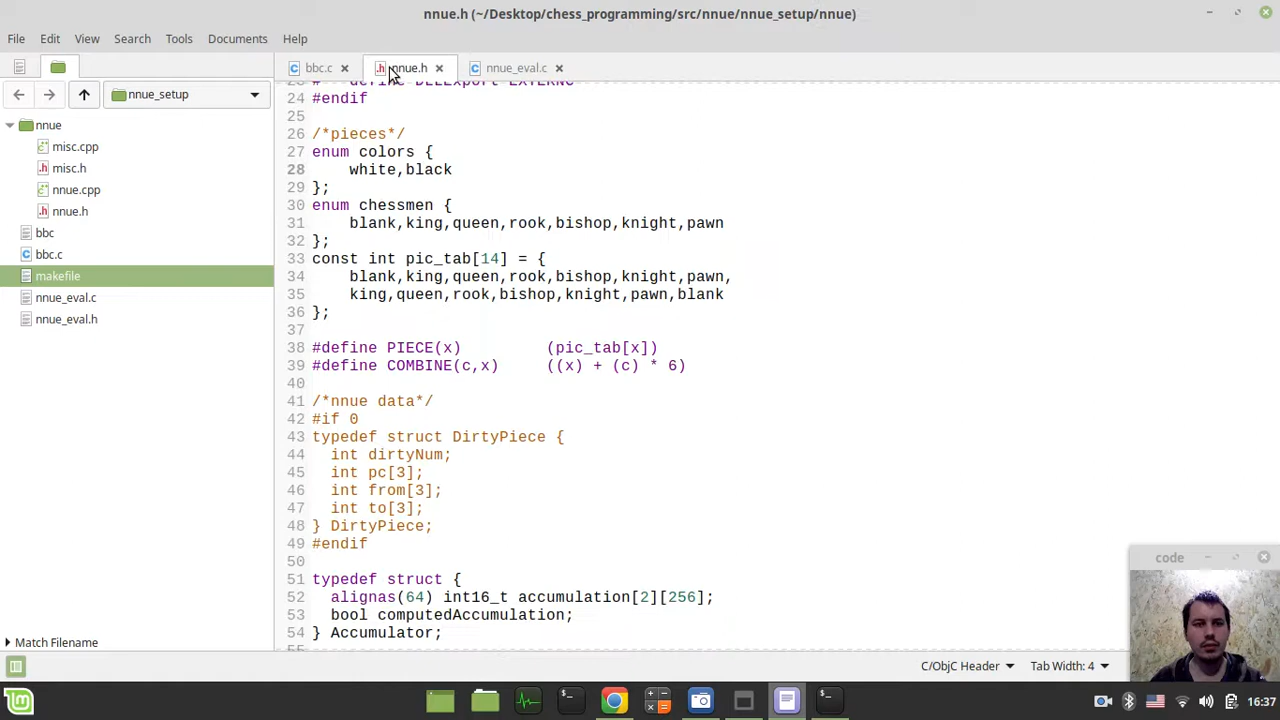 nnue.h (~/Desktop/chess_programming/src/nnue/nnue_setup/nnue)
File Edit View Search Tools Documents Help
bbc.c nnue.h nnue_eval.c
nnue_setup
nnue
misc.cpp
misc.h
nnue.cpp
nnue.h
bbc
bbc.c
makefile
nnue_eval.c
nnue_eval.h
Match Filename
24 #endif
25
26 /*pieces*/
27 enum colors {
28 white,black
29 };
30 enum chessmen {
31 blank,king,queen,rook,bishop,knight,pawn
32 };
33 const int pic_tab[14] = {
34 blank,king,queen,rook,bishop,knight,pawn,
35 king,queen,rook,bishop,knight,pawn,blank
36 };
37
38 #define PIECE(x) (pic_tab[x])
39 #define COMBINE(c,x) ((x) + (c) * 6)
40
41 /*nnue data*/
42 #if 0
43 typedef struct DirtyPiece {
44 int dirtyNum;
45 int pc[3];
46 int from[3];
47 int to[3];
48 } DirtyPiece;
49 #endif
50
51 typedef struct {
52 alignas(64) int16_t accumulation[2][256];
53 bool computedAccumulation;
54 } Accumulator;
code
C/ObjC Header Tab Width: 4
16:37